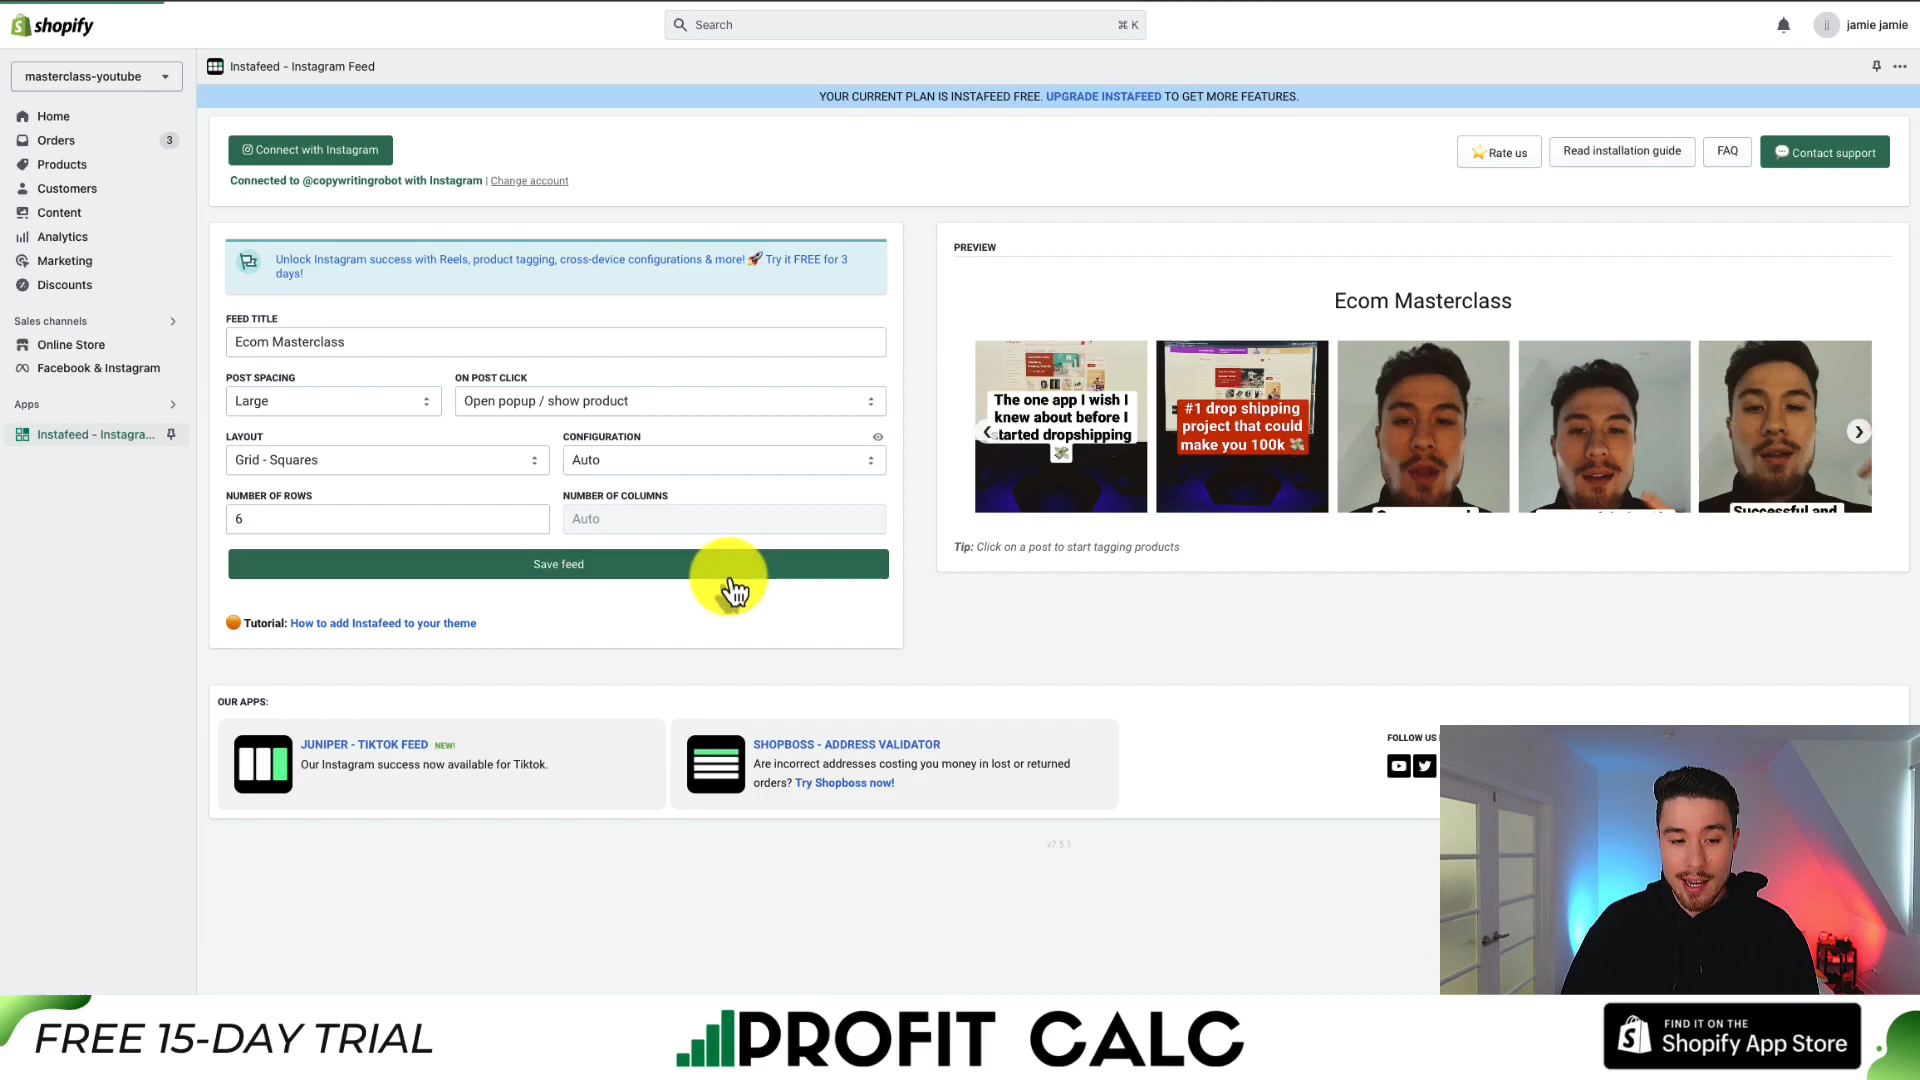 shopify
Search
⌘ K
jj
jamie jamie
masterclass-youtube
Instafeed - Instagram Feed
YOUR CURRENT PLAN IS INSTAFEED FREE. UPGRADE INSTAFEED TO GET MORE FEATURES.
Home
Orders
3
Products
Customers
Content
Analytics
Marketing
Discounts
Sales channels
Online Store
Facebook & Instagram
Apps
Instafeed - Instagra...
Connect with Instagram
Connected to @copywritingrobot with Instagram | Change account
Rate us
Read installation guide
FAQ
Contact support
Unlock Instagram success with Reels, product tagging, cross-device configurations & more! 🚀 Try it FREE for 3
days!
FEED TITLE
Ecom Masterclass
POST SPACING
ON POST CLICK
Large
Open popup / show product
LAYOUT
CONFIGURATION
Grid - Squares
Auto
NUMBER OF ROWS
NUMBER OF COLUMNS
6
Auto
Save feed
Tutorial: How to add Instafeed to your theme
PREVIEW
Ecom Masterclass
The one app I wish I
knew about before I
started dropshipping
#1 drop shipping
project that could
make you 100k 💸
Successful and
Tip: Click on a post to start tagging products
OUR APPS:
JUNIPER - TIKTOK FEED NEW!
Our Instagram success now available for Tiktok.
SHOPBOSS - ADDRESS VALIDATOR
Are incorrect addresses costing you money in lost or returned
orders? Try Shopboss now!
FOLLOW US
v7.5.1
FREE 15-DAY TRIAL
PROFIT CALC
FIND IT ON THE
Shopify App Store